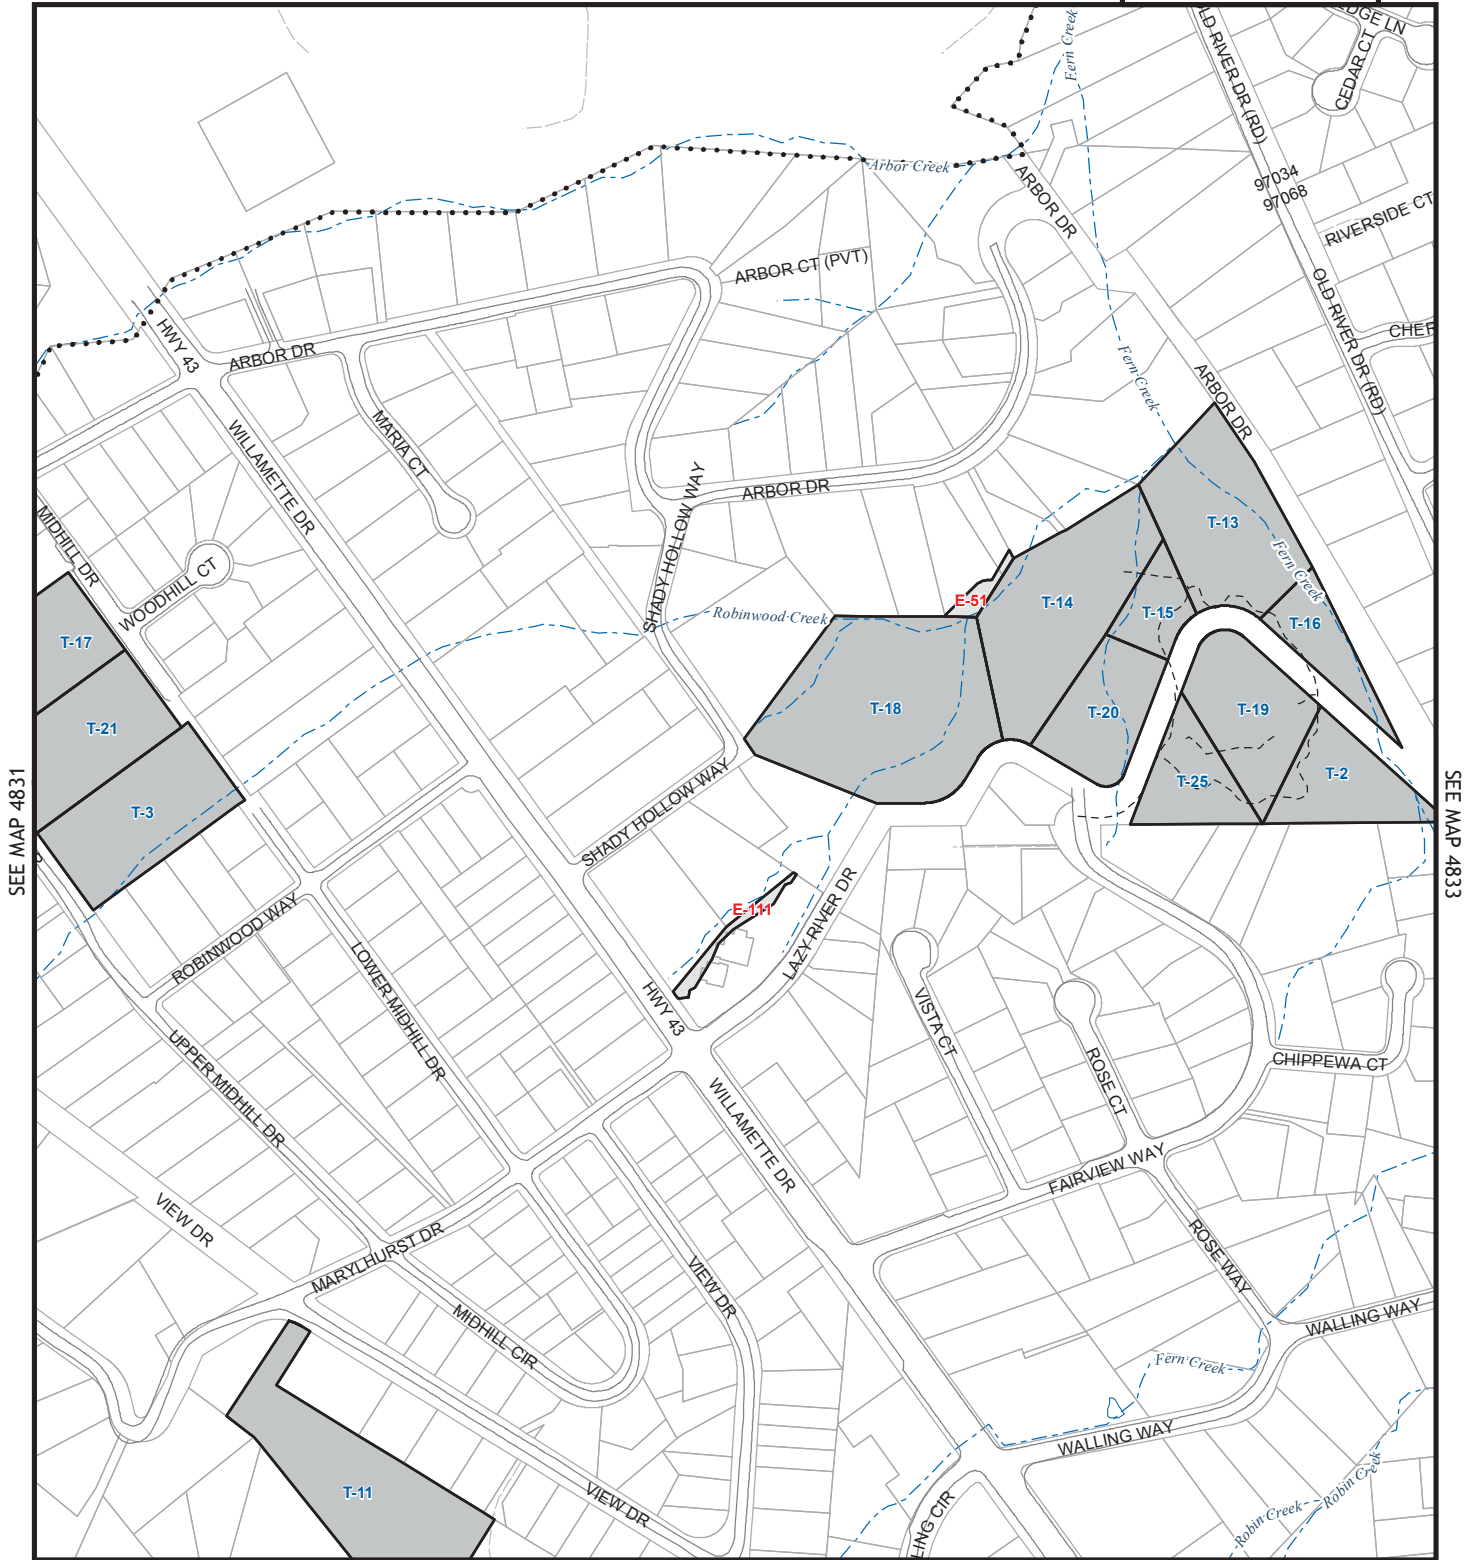 EDGE LN
CEDAR CT
Fern Creek
OLD RIVER DR (RD)
Arbor Creek
ARBOR DR
97034
97068
RIVERSIDE CT
ARBOR CT (PVT)
OLD RIVER DR (RD)
CHER
HWY 43
ARBOR DR
Fern Creek
ARBOR DR
MARIA CT
WILLAMETTE DR
SHADY HOLLOW WAY
ARBOR DR
MIDHILL DR
WOODHILL CT
T-13
Fern Creek
E-51
T-14
T-15
T-16
Robinwood Creek
T-17
T-18
T-20
T-19
T-21
T-25
T-2
T-3
SHADY HOLLOW WAY
SEE MAP 4831
SEE MAP 4833
E-111
LAZY RIVER DR
ROBINWOOD WAY
LOWER MIDHILL DR
HWY 43
VISTA CT
ROSE CT
CHIPPEWA CT
UPPER MIDHILL DR
WILLAMETTE DR
FAIRVIEW WAY
VIEW DR
MARYLHURST DR
ROSE WAY
VIEW DR
MIDHILL CIR
WALLING WAY
Fern Creek
WALLING WAY
T-11
VIEW DR
LING CIR
Robin Creek
Robin Creek